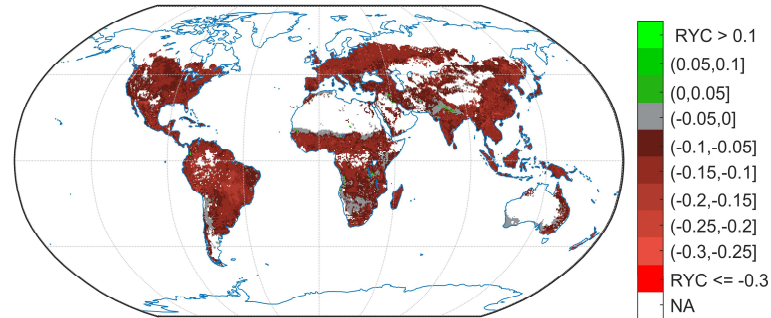 RYC > 0.1
(0.05,0.1]
(0,0.05]
(-0.05,0]
(-0.1,-0.05]
(-0.15,-0.1]
(-0.2,-0.15]
(-0.25,-0.2]
(-0.3,-0.25]
RYC <= -0.3
NA